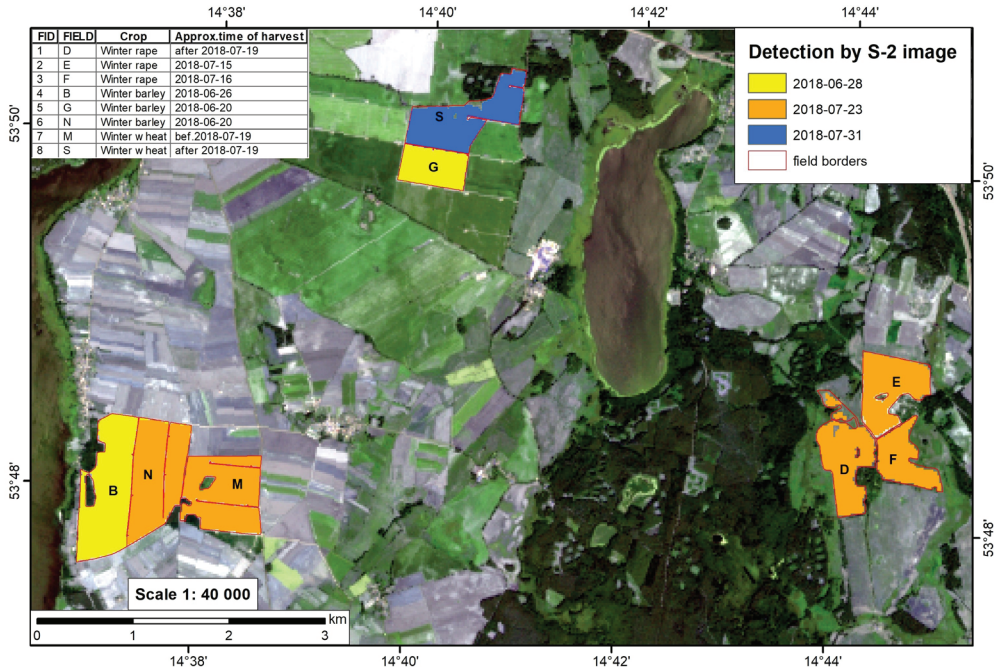 14°38' 14°40' 14°42' 14°44'
FID FIELD Crop Approx.time of harvest
1 D Winter rape after 2018-07-19
2 E Winter rape 2018-07-15
3 F Winter rape 2018-07-16
4 B Winter barley 2018-06-26
5 G Winter barley 2018-06-20
6 N Winter barley 2018-06-20
7 M Winter w heat bef.2018-07-19
8 S Winter w heat after 2018-07-19
Detection by S-2 image
2018-06-28
2018-07-23
2018-07-31
field borders
53°50'
53°50'
S
G
E
B
N
M
D
F
53°48'
53°48'
Scale 1: 40 000
km
0 1 2 3
14°38' 14°40' 14°42' 14°44'